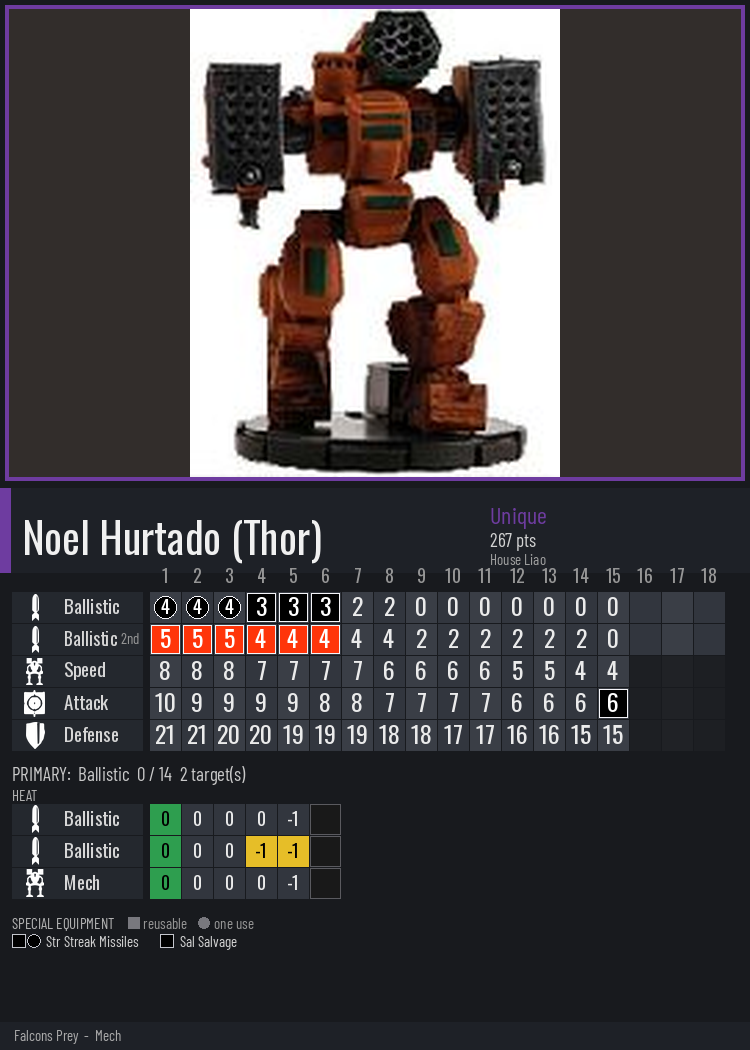 Noel Hurtado (Thor)
Unique
267 pts
House Liao
1 2 3 4 5 6 7 8 9 10 11 12 13 14 15 16 17 18
Ballistic 4 4 4 3 3 3 2 2 0 0 0 0 0 0 0
Ballistic 2nd 5 5 5 4 4 4 4 4 2 2 2 2 2 2 0
Speed 8 8 8 7 7 7 7 6 6 6 6 5 5 4 4
Attack 10 9 9 9 9 8 8 7 7 7 7 6 6 6 6
Defense 21 21 20 20 19 19 19 18 18 17 17 16 16 15 15
PRIMARY: Ballistic 0 / 14 2 target(s)
HEAT
Ballistic 0 0 0 0 -1
Ballistic 0 0 0 -1 -1
Mech 0 0 0 0 -1
SPECIAL EQUIPMENT reusable one use
Str Streak Missiles Sal Salvage
Falcons Prey - Mech